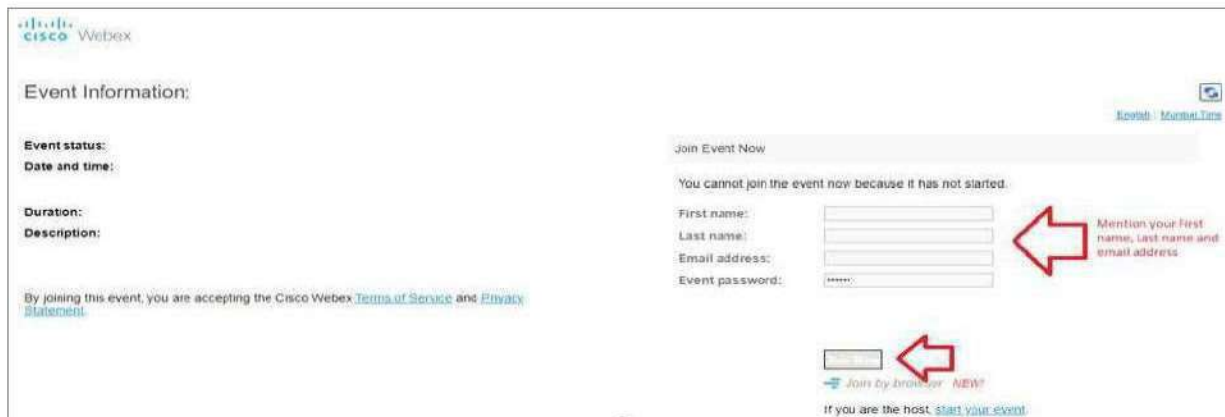 CISCO Webex
Event Information:
English | Mumbai Time
Event status:
Date and time:
Duration:
Description:
By joining this event, you are accepting the Cisco Webex Terms of Service and Privacy
Statement.
Join Event Now
You cannot join the event now because it has not started.
First name:
Last name:
Email address:
Event password:
······
Mention your First
name, Last name and
email address
Join by browser NEW!
If you are the host, start your event.